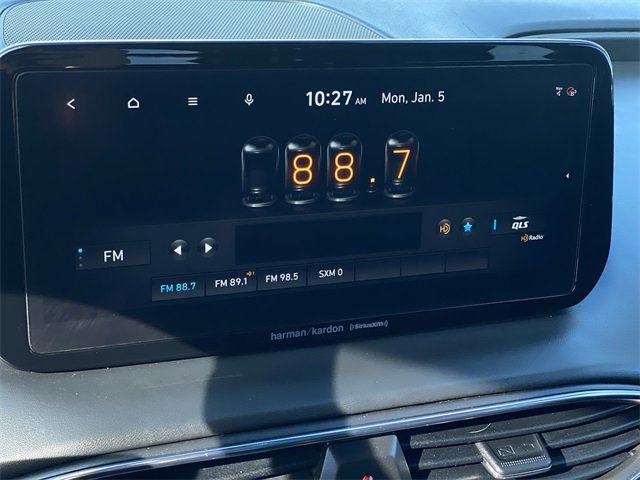 10:27 AM Mon, Jan. 5
88.7
FM
QLS
HD Radio
FM 88.7 FM 89.1 FM 98.5 SXM 0
harman/kardon ((SiriusXM))